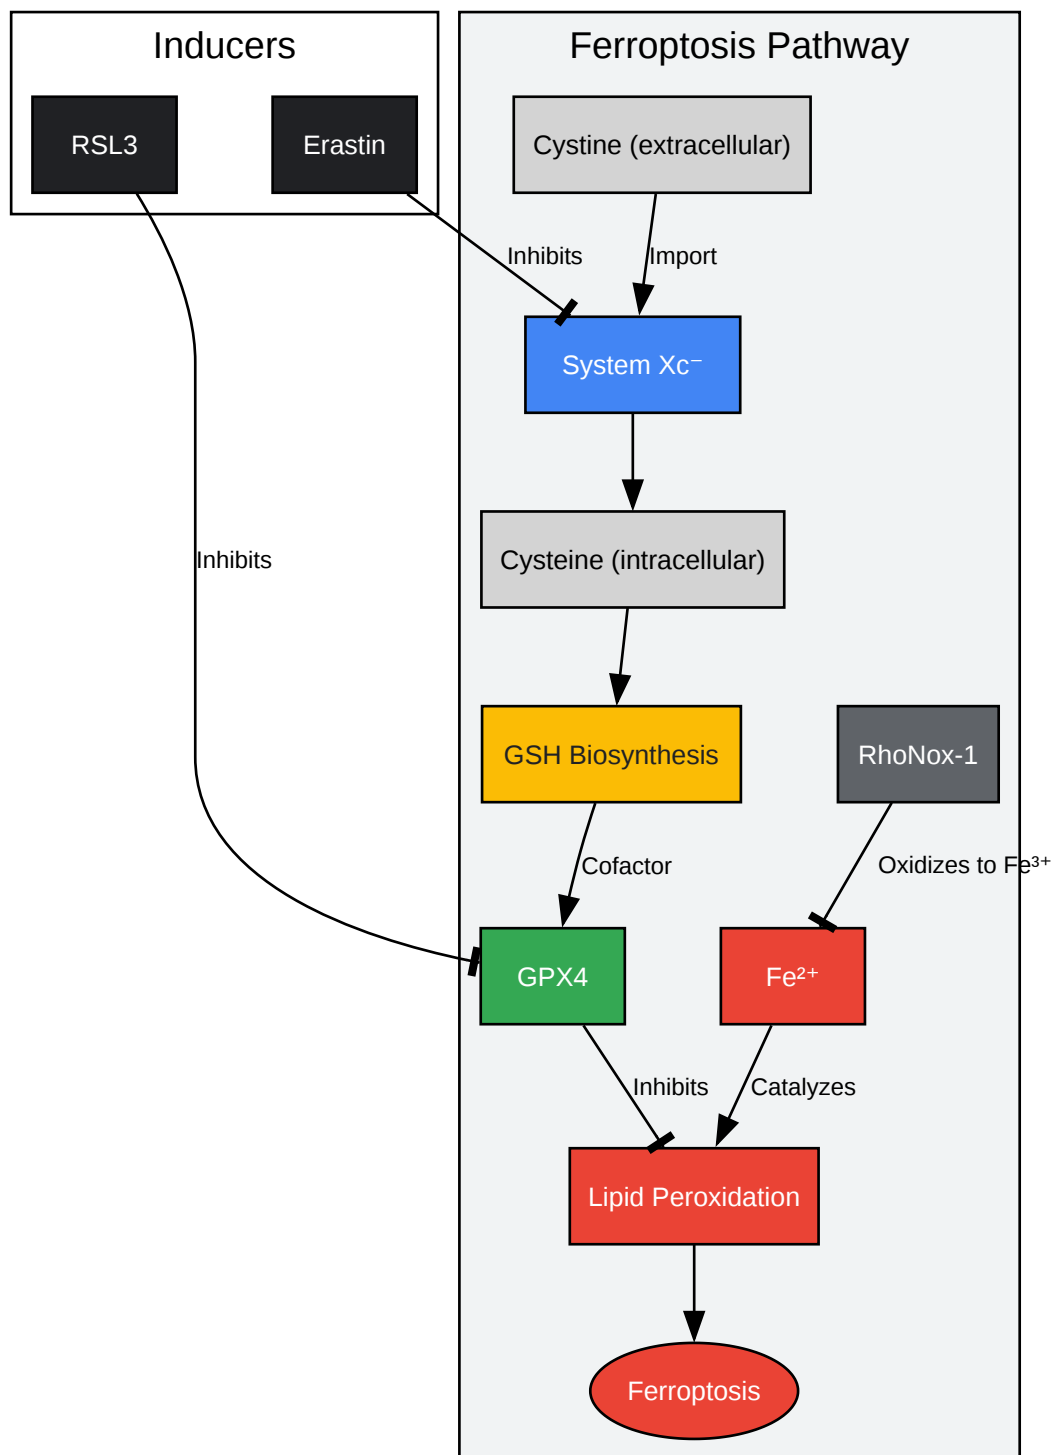 Inducers
Ferroptosis Pathway
RSL3
Erastin
Cystine (extracellular)
Inhibits
Import
System Xc⁻
Cysteine (intracellular)
Inhibits
GSH Biosynthesis
RhoNox-1
Cofactor
Oxidizes to Fe³⁺
GPX4
Fe²⁺
Inhibits
Catalyzes
Lipid Peroxidation
Ferroptosis